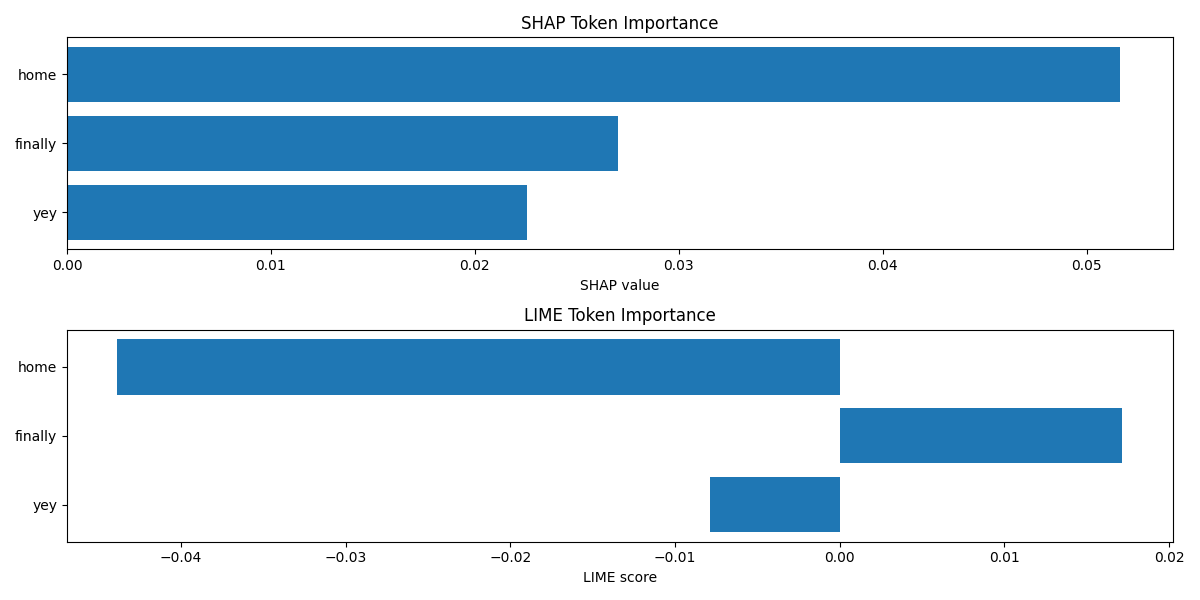 SHAP Token Importance
home
finally
yey
0.00 0.01 0.02 0.03 0.04 0.05
SHAP value
LIME Token Importance
home
finally
yey
−0.04 −0.03 −0.02 −0.01 0.00 0.01 0.02
LIME score